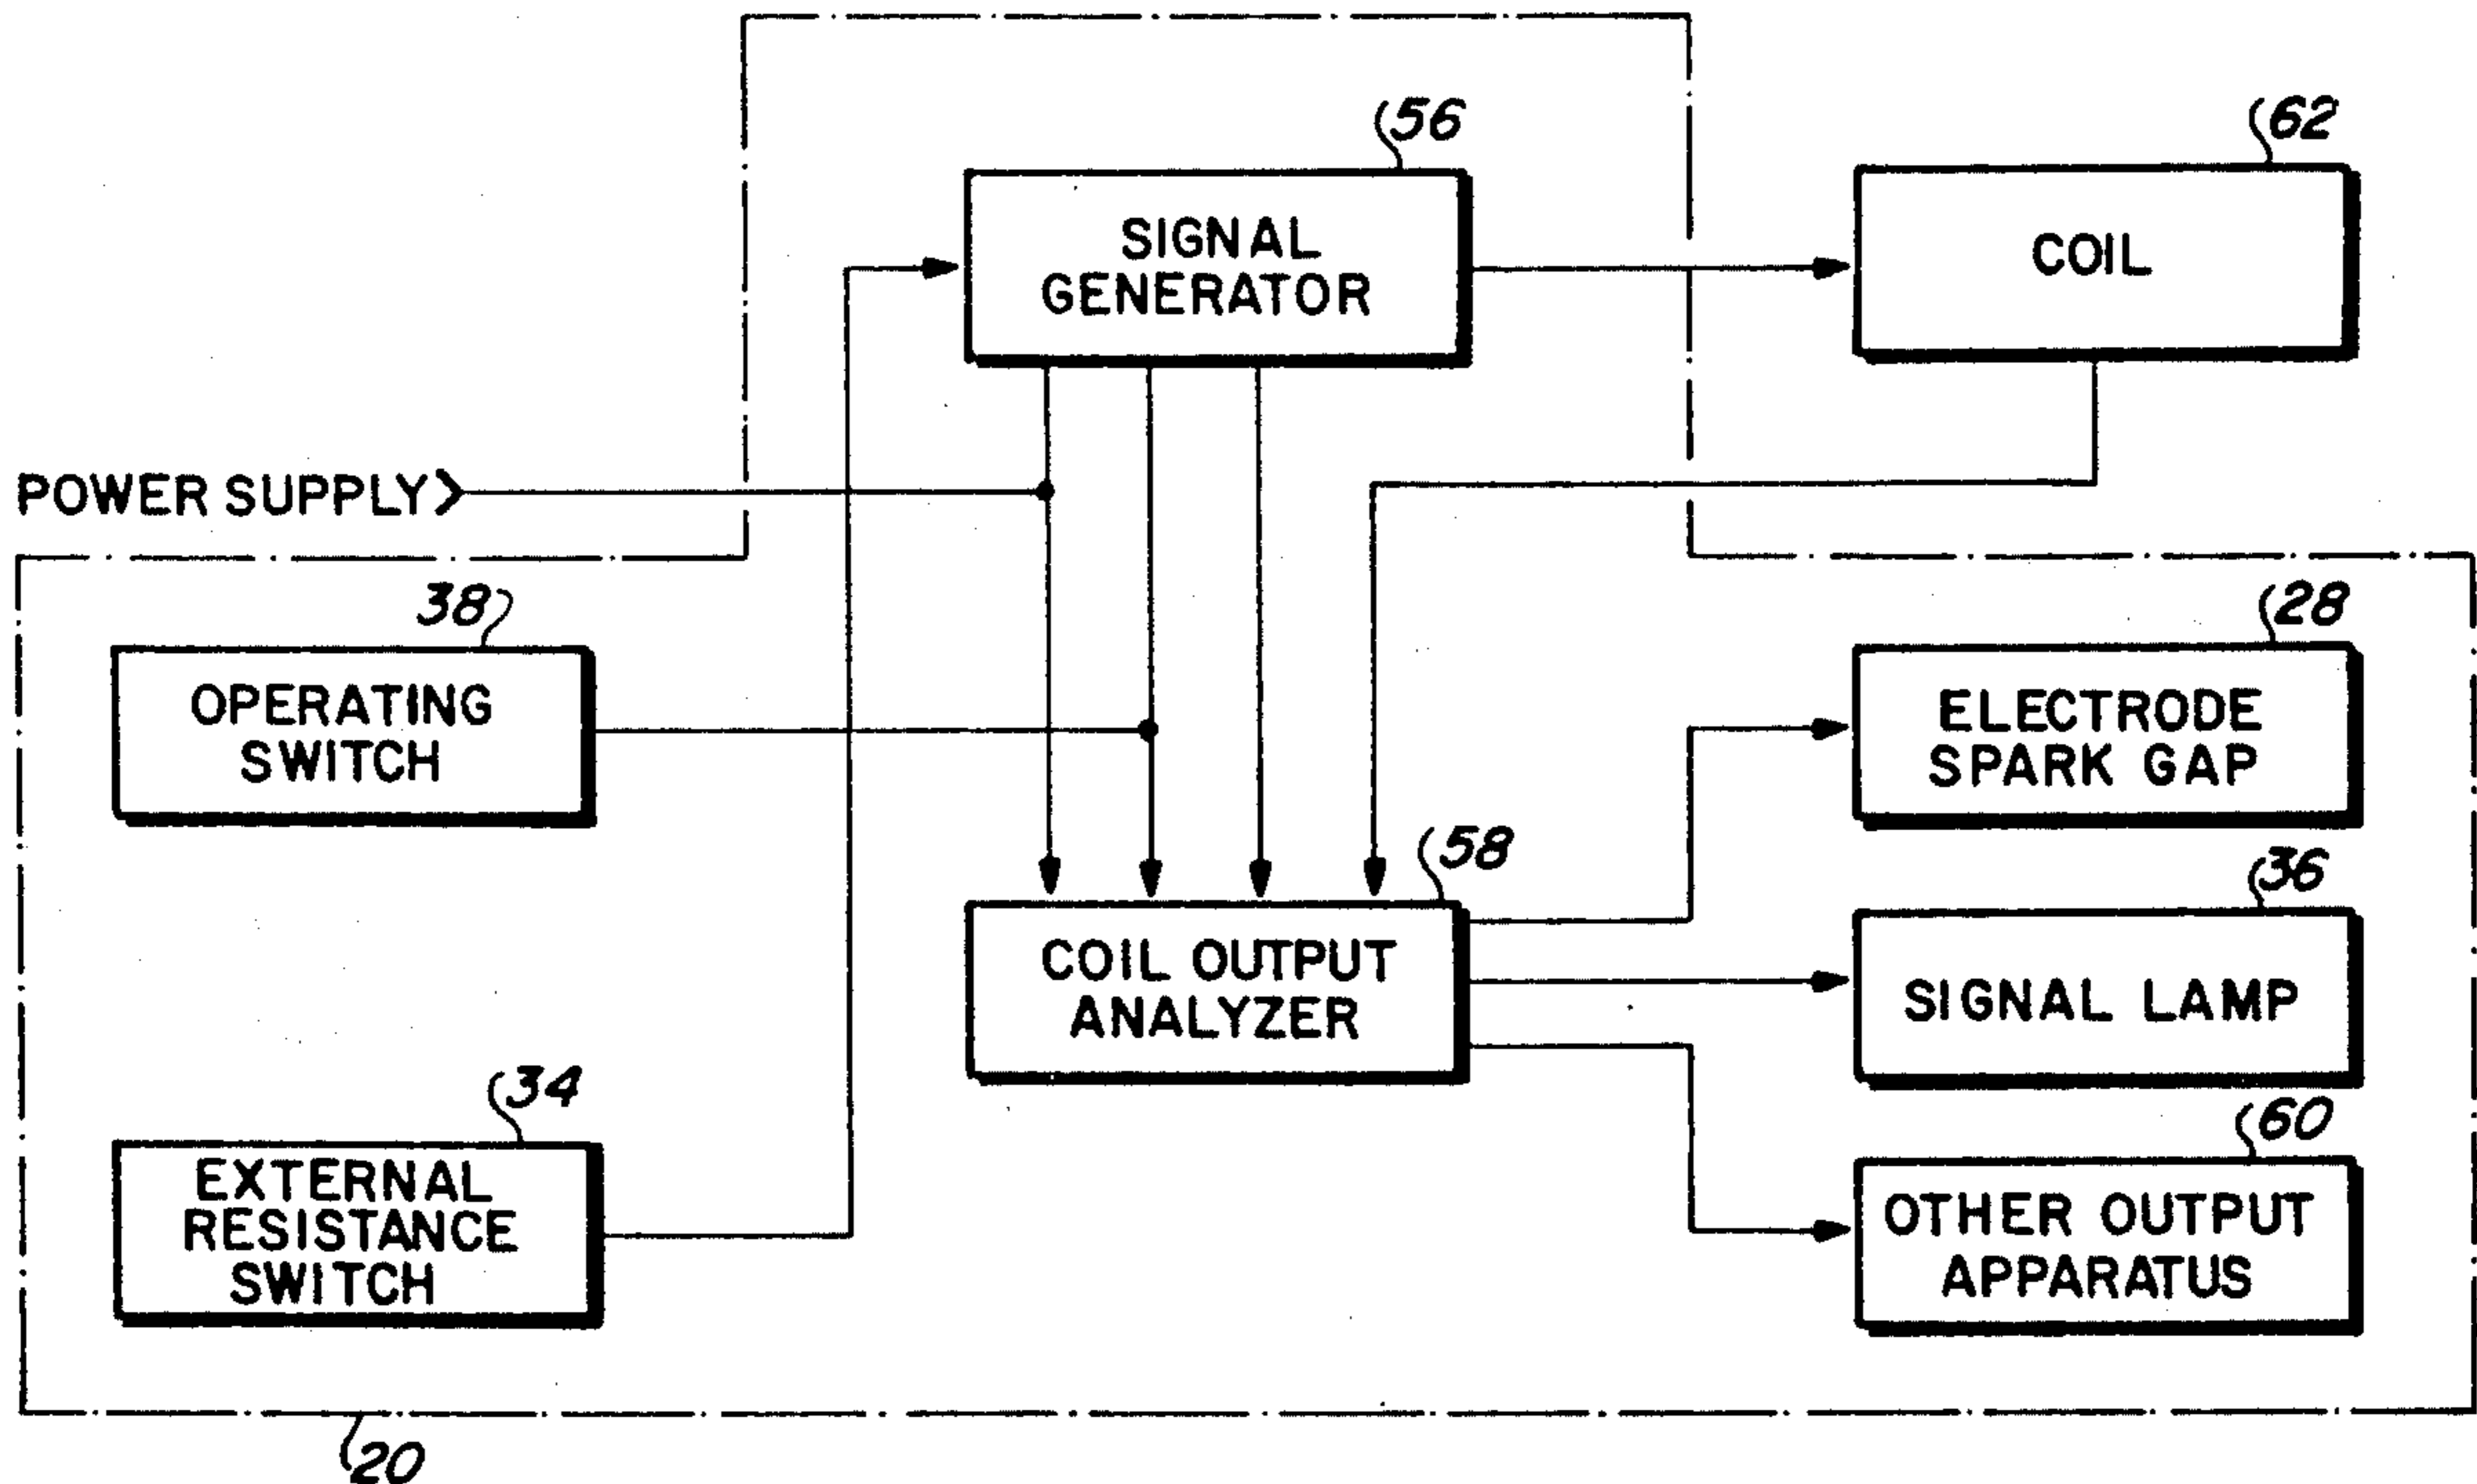 56
62
SIGNAL
GENERATOR
COIL
POWER SUPPLY
38
28
OPERATING
SWITCH
ELECTRODE
SPARK GAP
58
36
COIL OUTPUT
ANALYZER
SIGNAL LAMP
34
60
EXTERNAL
RESISTANCE
SWITCH
OTHER OUTPUT
APPARATUS
20